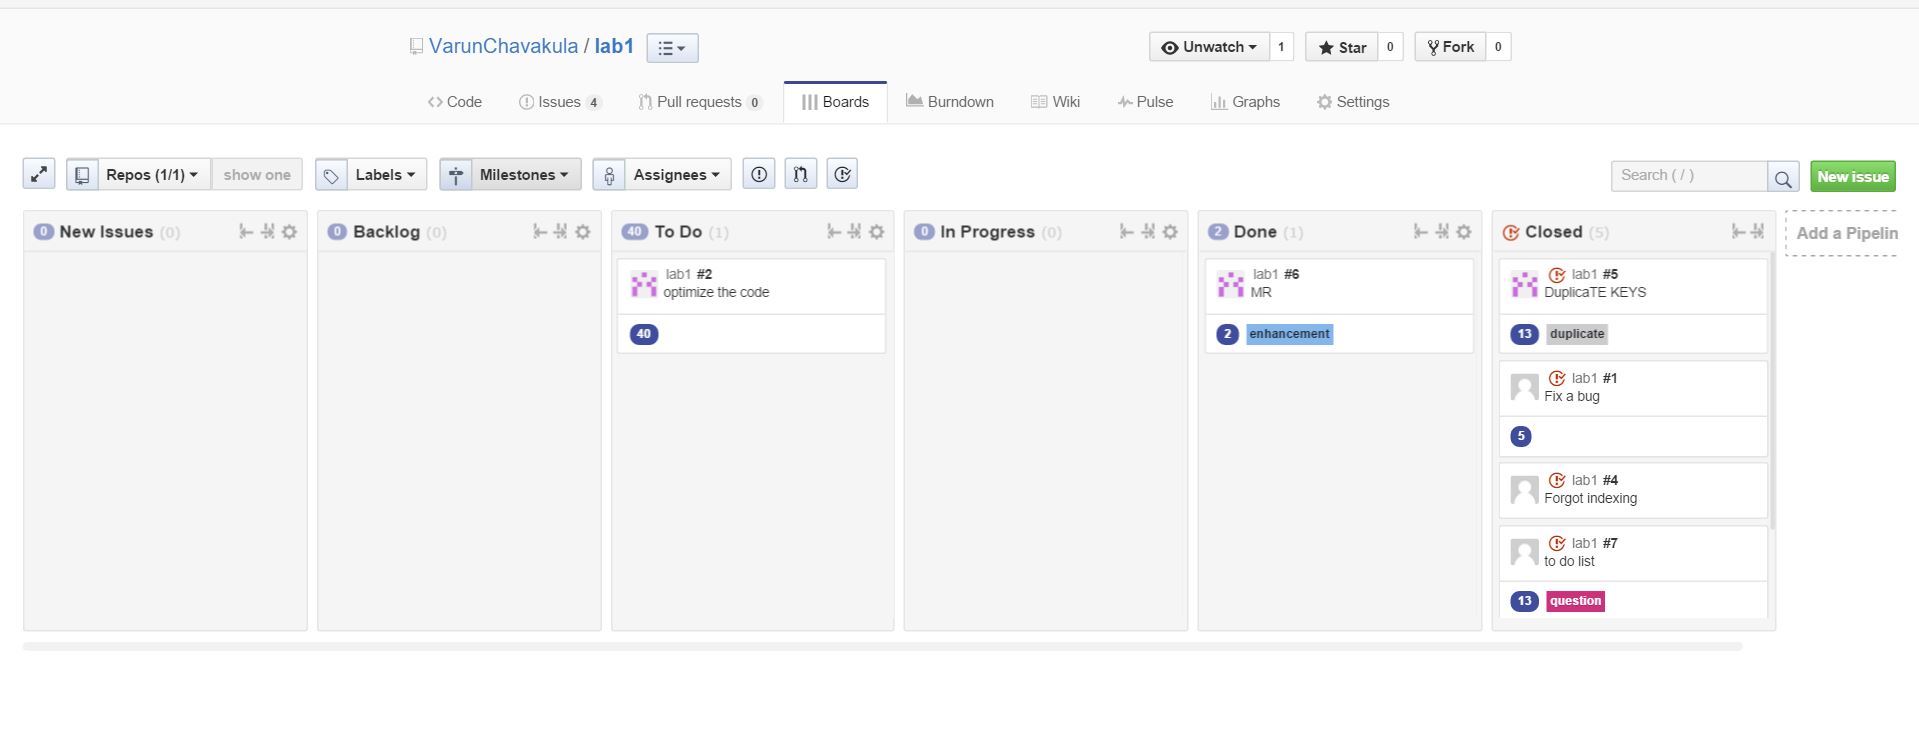 VarunChavakula / lab1
Unwatch 1 Star 0 Fork 0
Code Issues 4 Pull requests 0 Boards Burndown Wiki Pulse Graphs Settings
Repos (1/1) show one Labels Milestones Assignees Search ( / ) New issue
0 New Issues (0)
0 Backlog (0)
40 To Do (1)
lab1 #2
optimize the code
40
0 In Progress (0)
2 Done (1)
lab1 #6
MR
2 enhancement
Closed (5)
lab1 #5
DuplicaTE KEYS
13 duplicate
lab1 #1
Fix a bug
5
lab1 #4
Forgot indexing
lab1 #7
to do list
13 question
Add a Pipelin